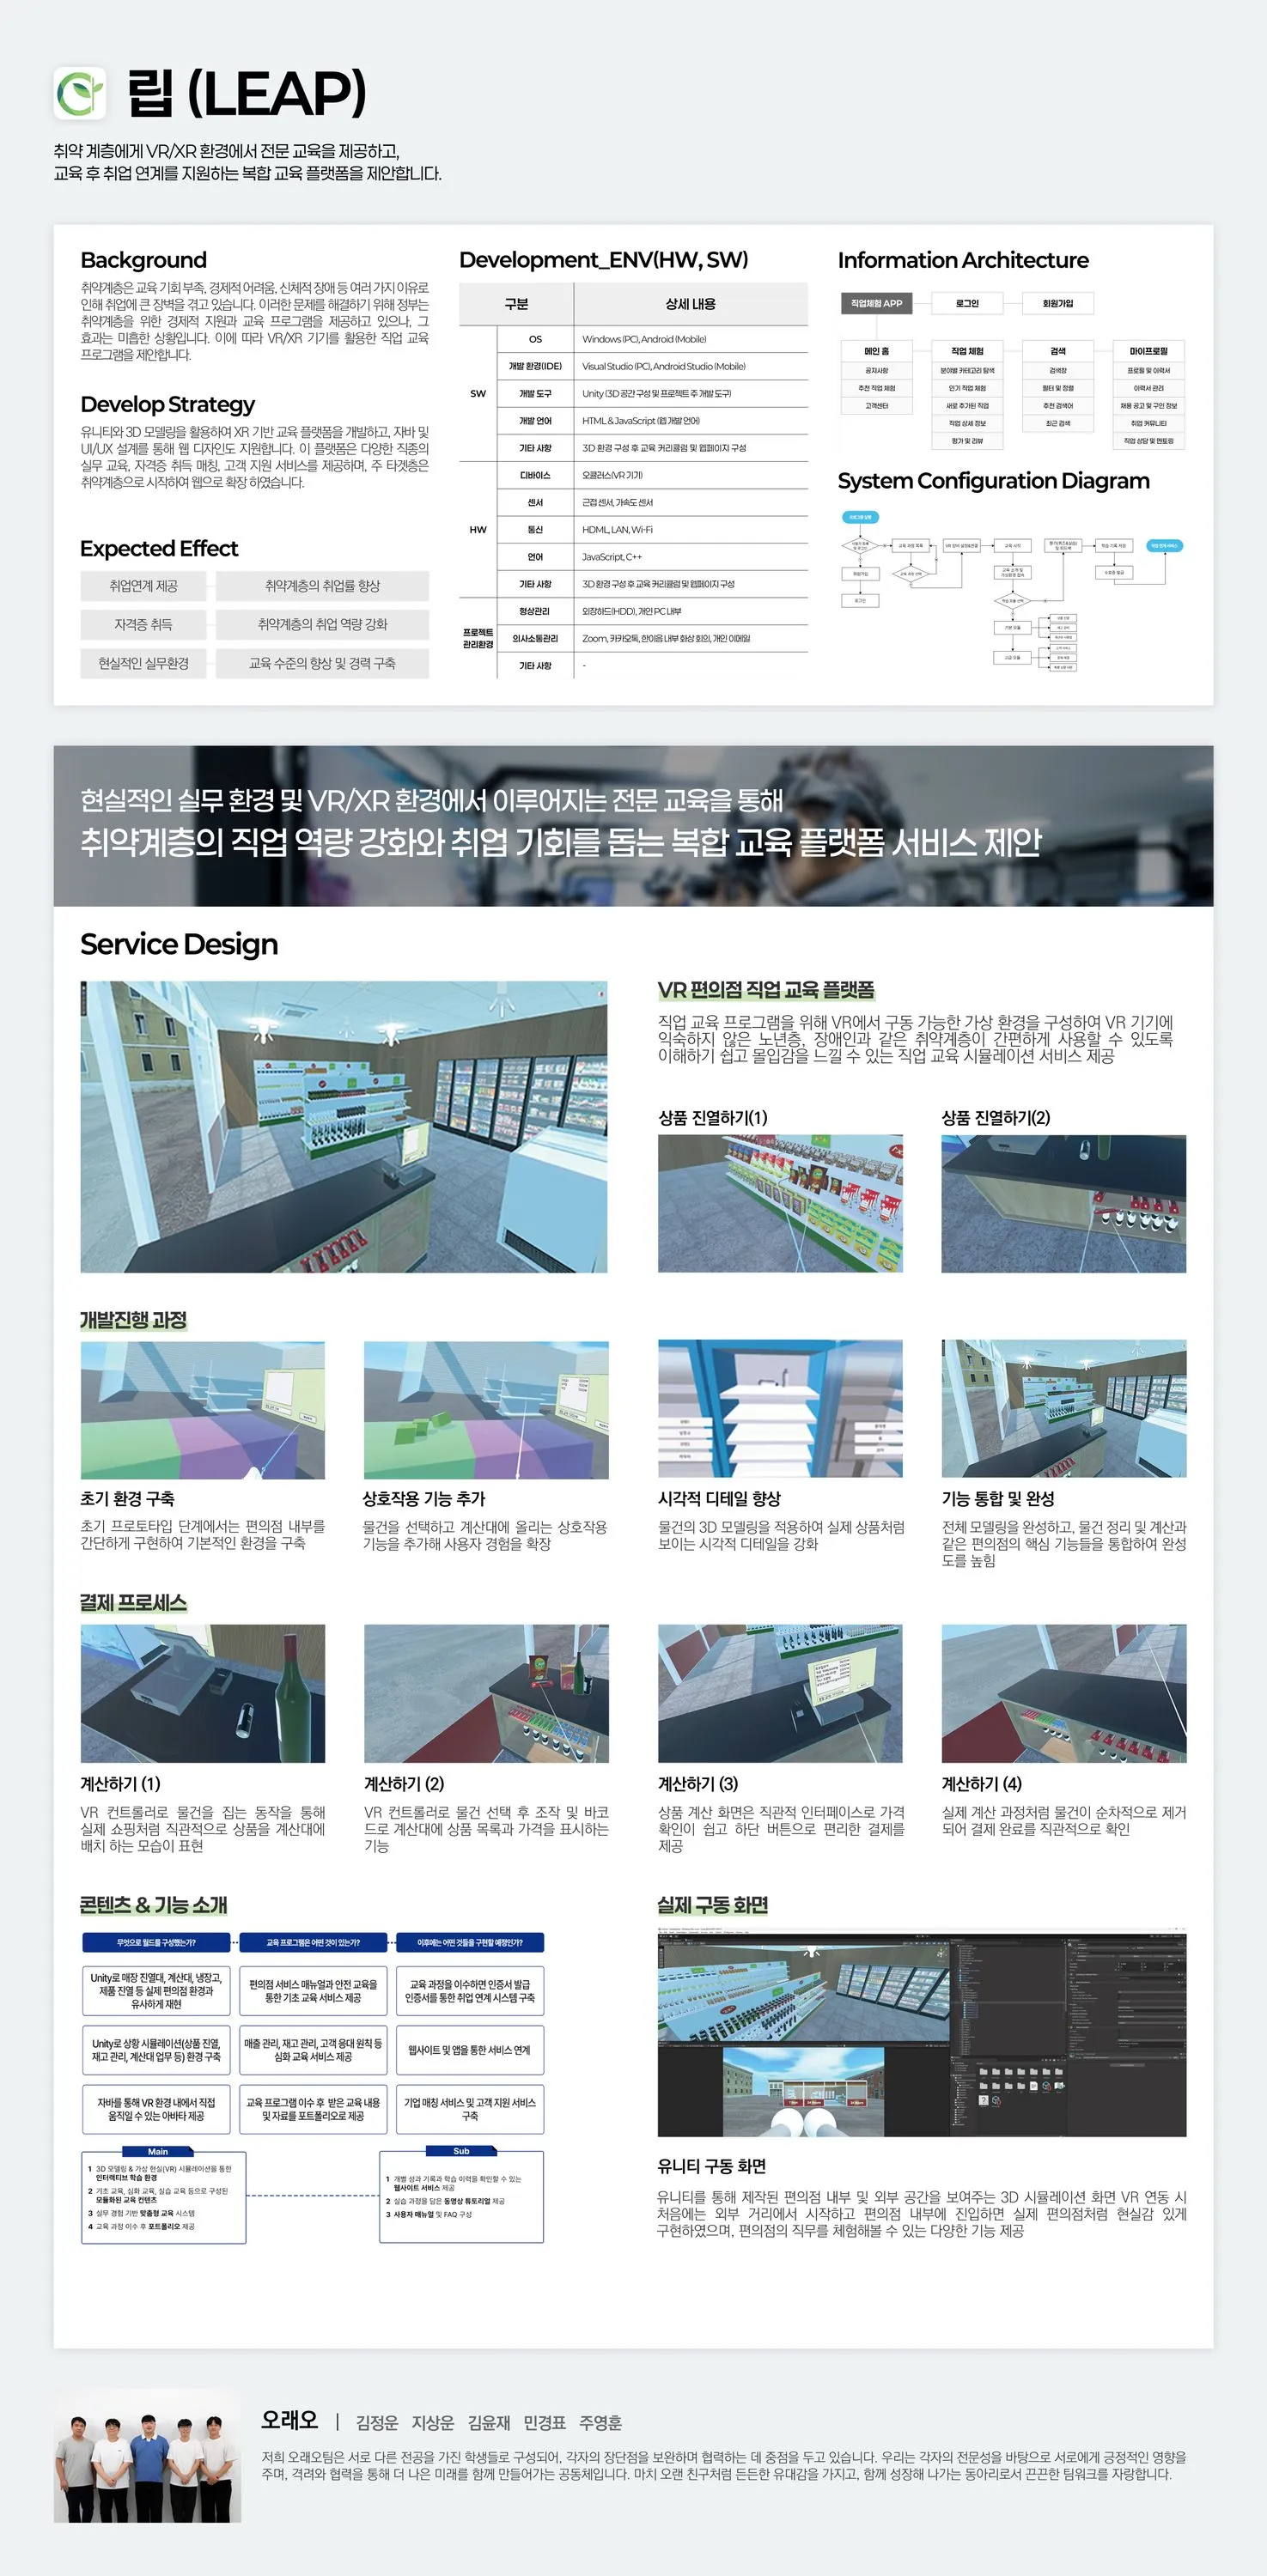 립 (LEAP)
취약 계층에게 VR/XR 환경에서 전문 교육을 제공하고,
교육 후 취업 연계를 지원하는 복합 교육 플랫폼을 제안합니다.
Background
취약계층은 교육 기회 부족, 경제적 어려움, 신체적 장애 등 여러 가지 이유로
인해 취업에 큰 장벽을 겪고 있습니다. 이러한 문제를 해결하기 위해 정부는
취약계층을 위한 경제적 지원과 교육 프로그램을 제공하고 있으나, 그
효과는 미흡한 상황입니다. 이에 따라 VR/XR 기기를 활용한 직업 교육
프로그램을 제안합니다.
Develop Strategy
유니티와 3D 모델링을 활용하여 XR 기반 교육 플랫폼을 개발하고, 자바 및
UI/UX 설계를 통해 웹 디자인도 지원합니다. 이 플랫폼은 다양한 직종의
실무 교육, 자격증 취득 매칭, 고객 지원 서비스를 제공하며, 주 타겟층은
취약계층으로 시작하여 웹으로 확장 하였습니다.
Expected Effect
취업연계 제공 취약계층의 취업률 향상
자격증 취득 취약계층의 취업 역량 강화
현실적인 실무환경 교육 수준의 향상 및 경력 구축
Development_ENV(HW, SW)
구분 상세 내용
SW
OS Windows (PC), Android (Mobile)
개발 환경(IDE) Visual Studio (PC), Android Studio (Mobile)
개발 도구 Unity (3D 공간 구성 및 프로젝트 주 개발 도구)
개발 언어 HTML & JavaScript (웹 개발 언어)
기타 사항 3D 환경 구성 후 교육 커리큘럼 및 웹페이지 구성
HW
디바이스 오큘러스(VR 기기)
센서 근접 센서, 가속도 센서
통신 HDML, LAN, Wi-Fi
언어 JavaScript, C++
기타 사항 3D 환경 구성 후 교육 커리큘럼 및 웹페이지 구성
프로젝트
관리환경
형상관리 외장하드(HDD), 개인 PC 내부
의사소통관리 Zoom, 카카오톡, 한이음 내부 화상 회의, 개인 이메일
기타 사항 -
Information Architecture
직업체험 APP 로그인 회원가입
메인 홈 직업 체험 검색 마이프로필
공지사항 분야별 카테고리 탐색 검색창 프로필 및 이력서
추천 직업 체험 인기 직업 체험 필터 및 정렬 이력서 관리
고객센터 새로 추가된 직업 추천 검색어 채용 공고 및 구인 정보
직업 상세 정보 최근 검색 취업 커뮤니티
평가 및 리뷰 직업 상담 및 멘토링
System Configuration Diagram
회원가입
로그인
교육 과정 목록
교육 과정 선택
교육 시작
학습 기록 저장
수료증 발급
기본 모듈
고급 모듈
현실적인 실무 환경 및 VR/XR 환경에서 이루어지는 전문 교육을 통해
취약계층의 직업 역량 강화와 취업 기회를 돕는 복합 교육 플랫폼 서비스 제안
Service Design
VR 편의점 직업 교육 플랫폼
직업 교육 프로그램을 위해 VR에서 구동 가능한 가상 환경을 구성하여 VR 기기에
익숙하지 않은 노년층, 장애인과 같은 취약계층이 간편하게 사용할 수 있도록
이해하기 쉽고 몰입감을 느낄 수 있는 직업 교육 시뮬레이션 서비스 제공
상품 진열하기(1)
상품 진열하기(2)
개발진행 과정
초기 환경 구축
초기 프로토타입 단계에서는 편의점 내부를
간단하게 구현하여 기본적인 환경을 구축
상호작용 기능 추가
물건을 선택하고 계산대에 올리는 상호작용
기능을 추가해 사용자 경험을 확장
시각적 디테일 향상
물건의 3D 모델링을 적용하여 실제 상품처럼
보이는 시각적 디테일을 강화
기능 통합 및 완성
전체 모델링을 완성하고, 물건 정리 및 계산과
같은 편의점의 핵심 기능들을 통합하여 완성
도를 높힘
결제 프로세스
계산하기 (1)
VR 컨트롤러로 물건을 집는 동작을 통해
실제 쇼핑처럼 직관적으로 상품을 계산대에
배치 하는 모습이 표현
계산하기 (2)
VR 컨트롤러로 물건 선택 후 조작 및 바코
드로 계산대에 상품 목록과 가격을 표시하는
기능
계산하기 (3)
상품 계산 화면은 직관적 인터페이스로 가격
확인이 쉽고 하단 버튼으로 편리한 결제를
제공
계산하기 (4)
실제 계산 과정처럼 물건이 순차적으로 제거
되어 결제 완료를 직관적으로 확인
콘텐츠 & 기능 소개
무엇으로 월드를 구성했는가? 교육 프로그램은 어떤 것이 있는가? 이후에는 어떤 것들을 구현할 예정인가?
Unity로 매장 진열대, 계산대, 냉장고,
제품 진열 등 실제 편의점 환경과
유사하게 재현
편의점 서비스 매뉴얼과 안전 교육을
통한 기초 교육 서비스 제공
교육 과정을 이수하면 인증서 발급
인증서를 통한 취업 연계 시스템 구축
Unity로 상황 시뮬레이션(상품 진열,
재고 관리, 계산대 업무 등) 환경 구축
매출 관리, 재고 관리, 고객 응대 원칙 등
심화 교육 서비스 제공
웹사이트 및 앱을 통한 서비스 연계
자바를 통해 VR 환경 내에서 직접
움직일 수 있는 아바타 제공
교육 프로그램 이수 후 받은 교육 내용
및 자료를 포트폴리오로 제공
기업 매칭 서비스 및 고객 지원 서비스
구축
Main
1 3D 모델링 & 가상 현실(VR) 시뮬레이션을 통한
인터랙티브 학습 환경
2 기초 교육, 심화 교육, 실습 교육 등으로 구성된
모듈화된 교육 컨텐츠
3 실무 경험 기반 맞춤형 교육 시스템
4 교육 과정 이수 후 포트폴리오 제공
Sub
1 개별 성과 기록과 학습 이력을 확인할 수 있는
웹사이트 서비스 제공
2 실습 과정을 담은 동영상 튜토리얼 제공
3 사용자 매뉴얼 및 FAQ 구성
실제 구동 화면
유니티 구동 화면
유니티를 통해 제작된 편의점 내부 및 외부 공간을 보여주는 3D 시뮬레이션 화면 VR 연동 시
처음에는 외부 거리에서 시작하고 편의점 내부에 진입하면 실제 편의점처럼 현실감 있게
구현하였으며, 편의점의 직무를 체험해볼 수 있는 다양한 기능 제공
오래오 | 김정운 지상운 김윤재 민경표 주영훈
저희 오래오팀은 서로 다른 전공을 가진 학생들로 구성되어, 각자의 장단점을 보완하며 협력하는 데 중점을 두고 있습니다. 우리는 각자의 전문성을 바탕으로 서로에게 긍정적인 영향을
주며, 격려와 협력을 통해 더 나은 미래를 함께 만들어가는 공동체입니다. 마치 오랜 친구처럼 든든한 유대감을 가지고, 함께 성장해 나가는 동아리로서 끈끈한 팀워크를 자랑합니다.